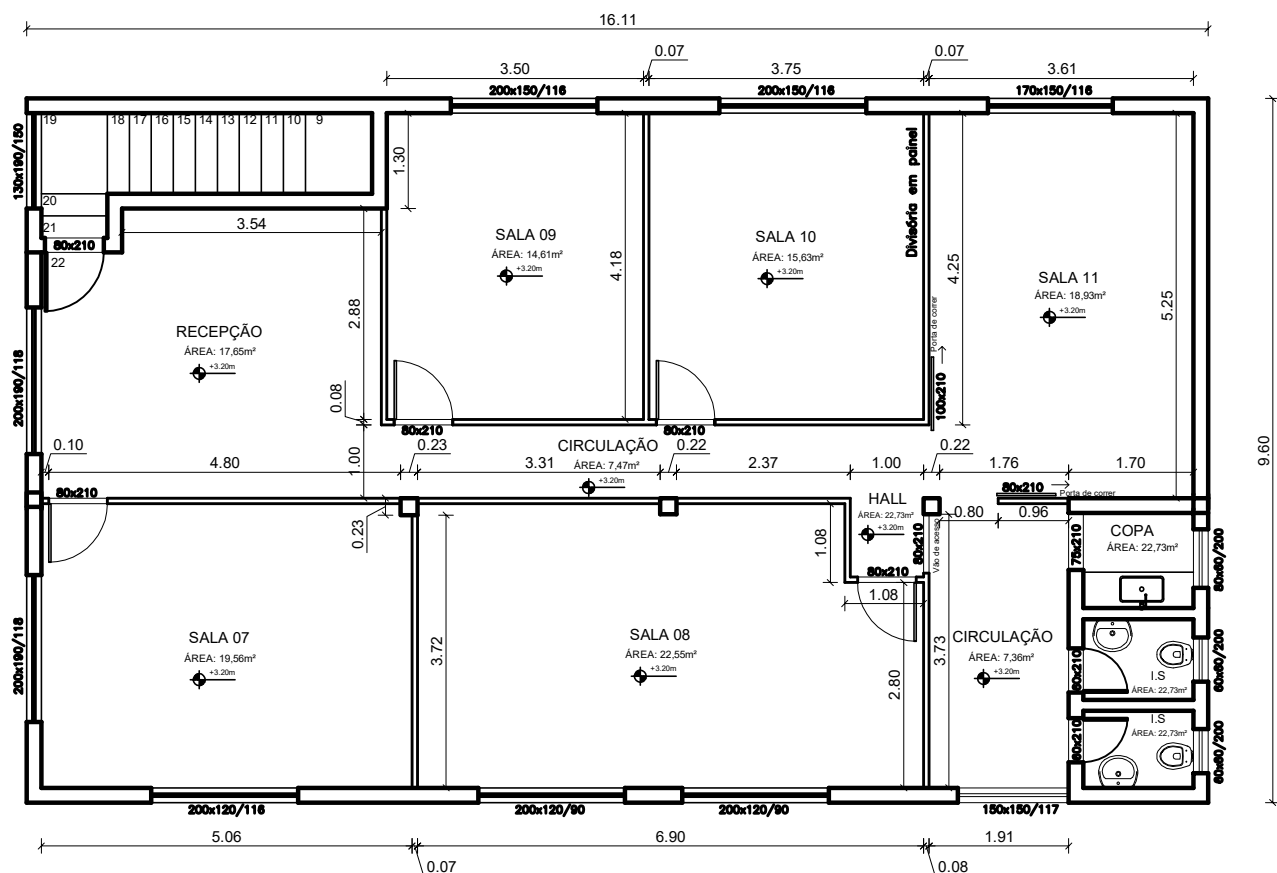 16.11
0.07
0.07
3.50
3.75
3.61
200x150/116
200x150/116
170x150/116
19
18
17
16
15
14
13
12
11
10
9
130x190/150
1.30
Divisória em painel
20
21
3.54
80x210
22
SALA 09
ÁREA: 14,61m²
+3.20m
4.18
SALA 10
ÁREA: 15,63m²
+3.20m
4.25
SALA 11
ÁREA: 18,93m²
+3.20m
5.25
2.88
RECEPÇÃO
ÁREA: 17,65m²
+3.20m
Porta de correr
100x210
200x190/118
0.08
80x210
80x210
0.10
4.80
1.00
0.23
CIRCULAÇÃO
ÁREA: 7,47m²
+3.20m
3.31
0.22
2.37
1.00
0.22
1.76
1.70
9.60
80x210
80x210
Porta de correr
HALL
ÁREA: 22,73m²
+3.20m
0.80
0.96
0.23
1.08
80x210
Vão de acesso
75x210
COPA
ÁREA: 22,73m²
80x60/200
80x210
1.08
200x190/118
SALA 07
ÁREA: 19,56m²
+3.20m
3.72
SALA 08
ÁREA: 22,55m²
+3.20m
2.80
3.73
CIRCULAÇÃO
ÁREA: 7,36m²
+3.20m
60x210
I.S
ÁREA: 22,73m²
60x60/200
60x210
I.S
ÁREA: 22,73m²
60x60/200
200x120/116
200x120/90
200x120/90
150x150/117
5.06
6.90
1.91
0.07
0.08